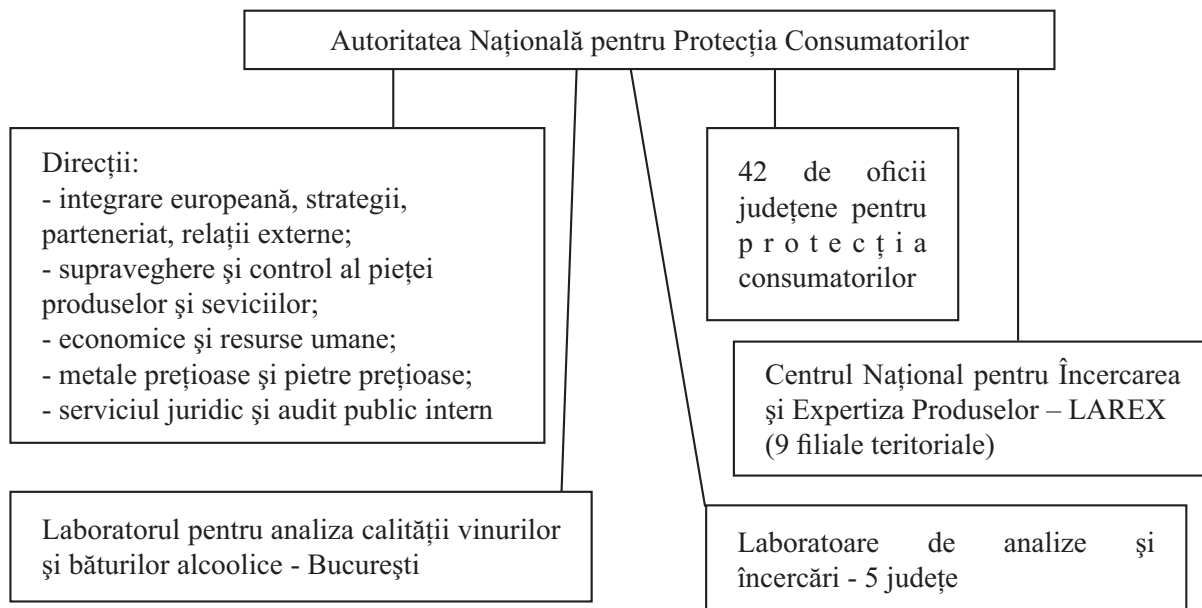 Autoritatea Națională pentru Protecția Consumatorilor
Direcții:
- integrare europeană, strategii,
parteneriat, relații externe;
- supraveghere şi control al pieței
produselor şi seviciilor;
- economice şi resurse umane;
- metale prețioase şi pietre prețioase;
- serviciul juridic şi audit public intern
42 de oficii
județene pentru
protecția
consumatorilor
Centrul Național pentru Încercarea
şi Expertiza Produselor – LAREX
(9 filiale teritoriale)
Laboratorul pentru analiza calității vinurilor
şi băturilor alcoolice - Bucureşti
Laboratoare de analize şi
încercări - 5 județe